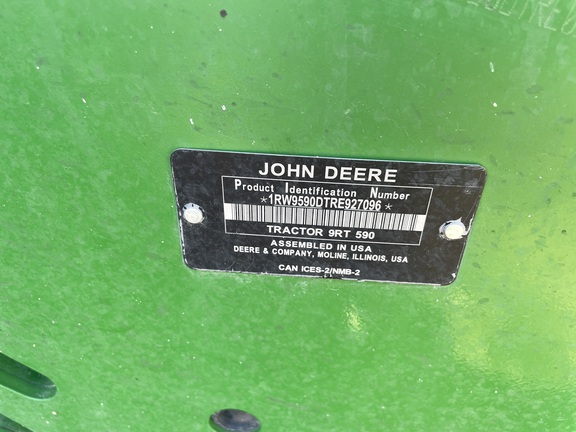 JOHN DEERE
Product Identification Number
*1RW9590DTRE927096*
TRACTOR 9RT 590
ASSEMBLED IN USA
DEERE & COMPANY, MOLINE, ILLINOIS, USA
CAN ICES-2/NMB-2